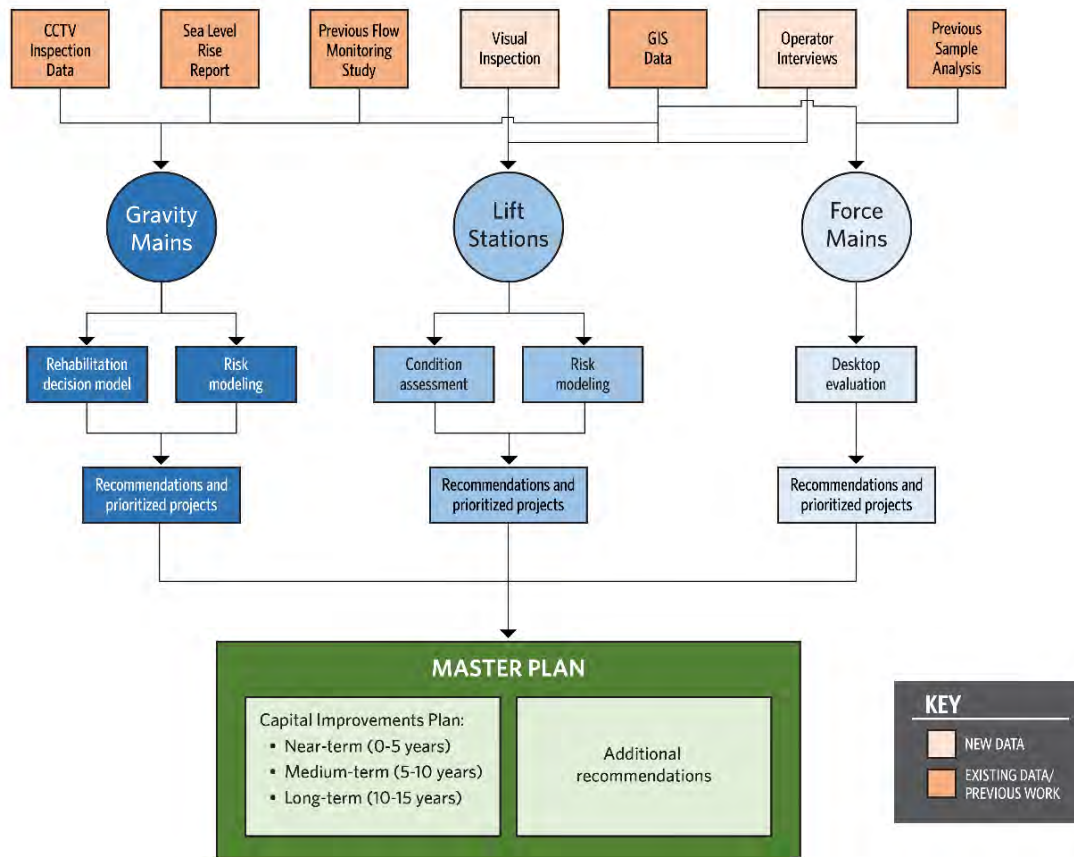 CCTV
Inspection
Data
Sea Level
Rise
Report
Previous Flow
Monitoring
Study
Visual
Inspection
GIS
Data
Operator
Interviews
Previous
Sample
Analysis
Gravity
Mains
Lift
Stations
Force
Mains
Rehabilitation
decision model
Risk
modeling
Condition
assessment
Risk
modeling
Desktop
evaluation
Recommendations and
prioritized projects
Recommendations and
prioritized projects
Recommendations and
prioritized projects
MASTER PLAN
Capital Improvements Plan:
• Near-term (0-5 years)
• Medium-term (5-10 years)
• Long-term (10-15 years)
Additional
recommendations
KEY
NEW DATA
EXISTING DATA/
PREVIOUS WORK